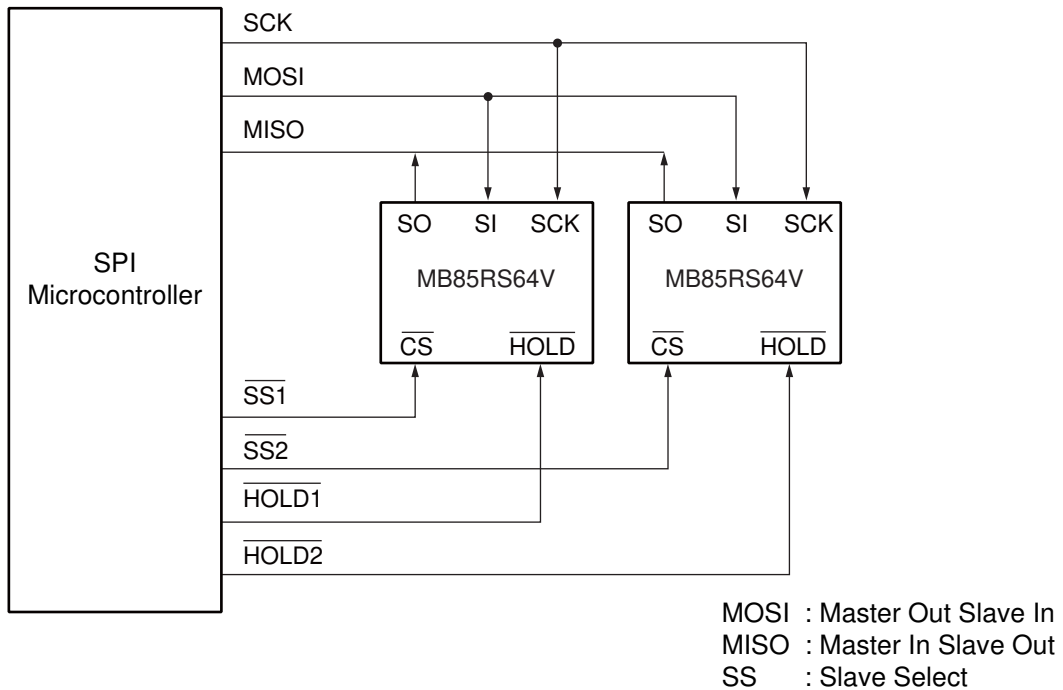 SCK
MOSI
MISO
SO SI SCK
MB85RS64V
CS HOLD
SO SI SCK
MB85RS64V
CS HOLD
SPI
Microcontroller
SS1
SS2
HOLD1
HOLD2
MOSI : Master Out Slave In
MISO : Master In Slave Out
SS : Slave Select